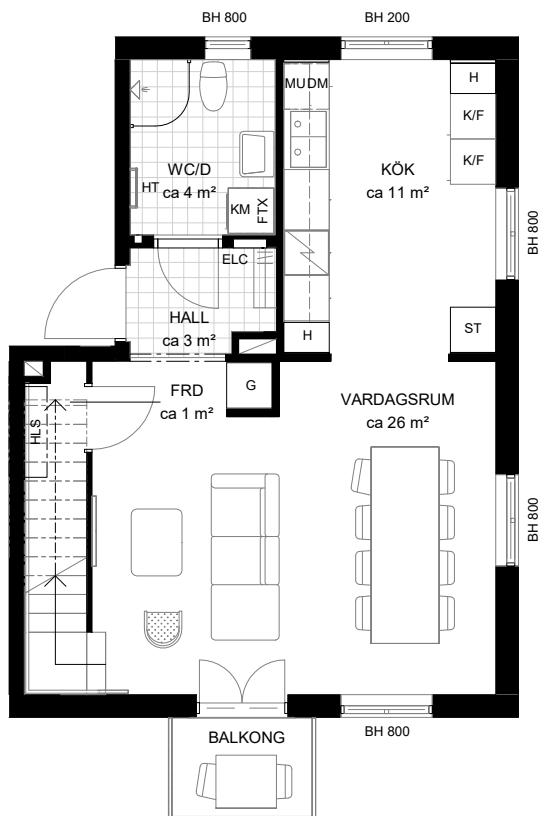 BH 800
BH 200
MU DM
H
K/F
K/F
WC/D
ca 4 m²
KÖK
ca 11 m²
HT
KM
FTX
BH 800
ELC
HALL
ca 3 m²
H
ST
FRD
ca 1 m²
G
VARDAGSRUM
ca 26 m²
HLS
BH 800
BALKONG
BH 800